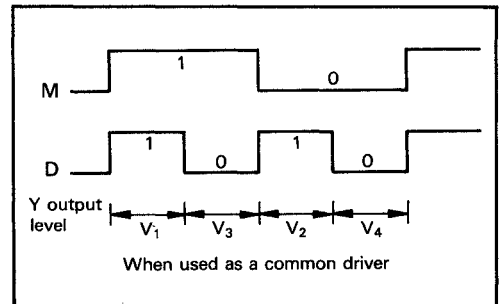 1
M
0
1
0
1
0
D
Y output
level
V1 V3 V2 V4
When used as a common driver